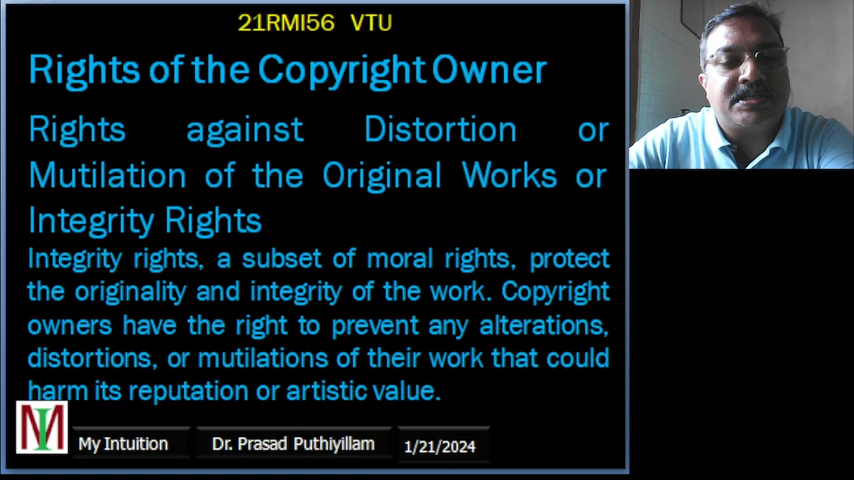 21RMI56 VTU
Rights of the Copyright Owner
Rights against Distortion or
Mutilation of the Original Works or
Integrity Rights
Integrity rights, a subset of moral rights, protect
the originality and integrity of the work. Copyright
owners have the right to prevent any alterations,
distortions, or mutilations of their work that could
harm its reputation or artistic value.
MI
My Intuition
Dr. Prasad Puthiyillam
1/21/2024